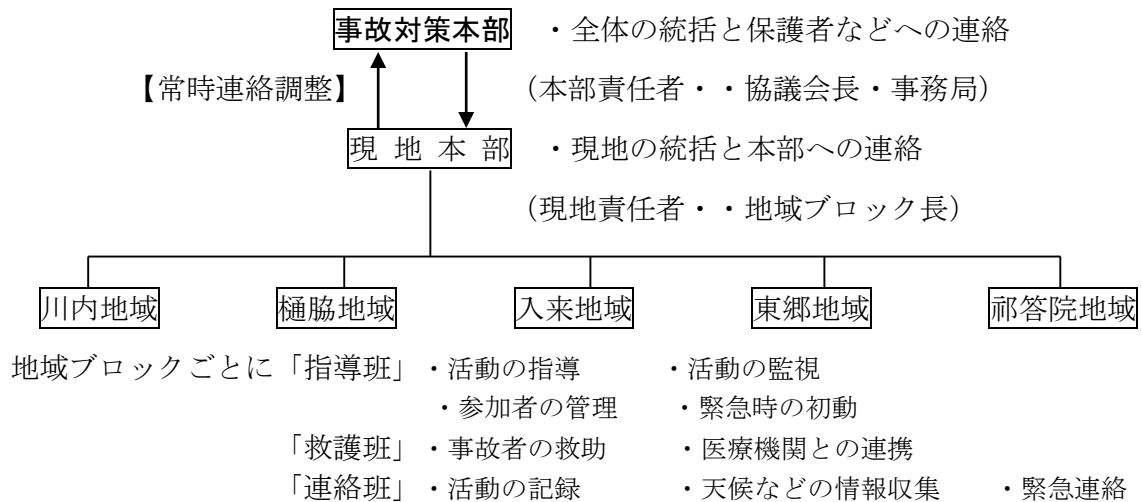 事故対策本部 ・全体の統括と保護者などへの連絡
【常時連絡調整】 (本部責任者・・協議会長・事務局)
現地本部 ・現地の統括と本部への連絡
(現地責任者・・地域ブロック長)
川内地域 樋脇地域 入来地域 東郷地域 祁答院地域
地域ブロックごとに「指導班」・活動の指導 ・活動の監視
・参加者の管理 ・緊急時の初動
「救護班」・事故者の救助 ・医療機関との連携
「連絡班」・活動の記録 ・天候などの情報収集 ・緊急連絡